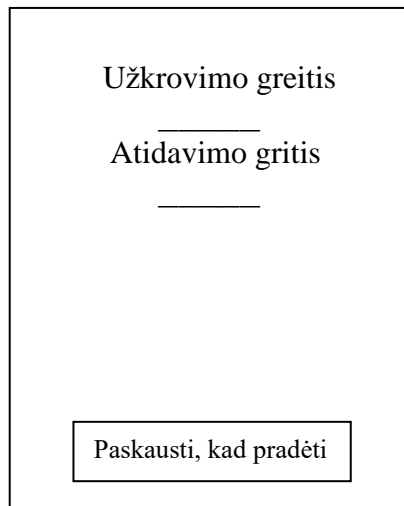 Užkrovimo greitis
______
Atidavimo gritis
______
Paskausti, kad pradėti